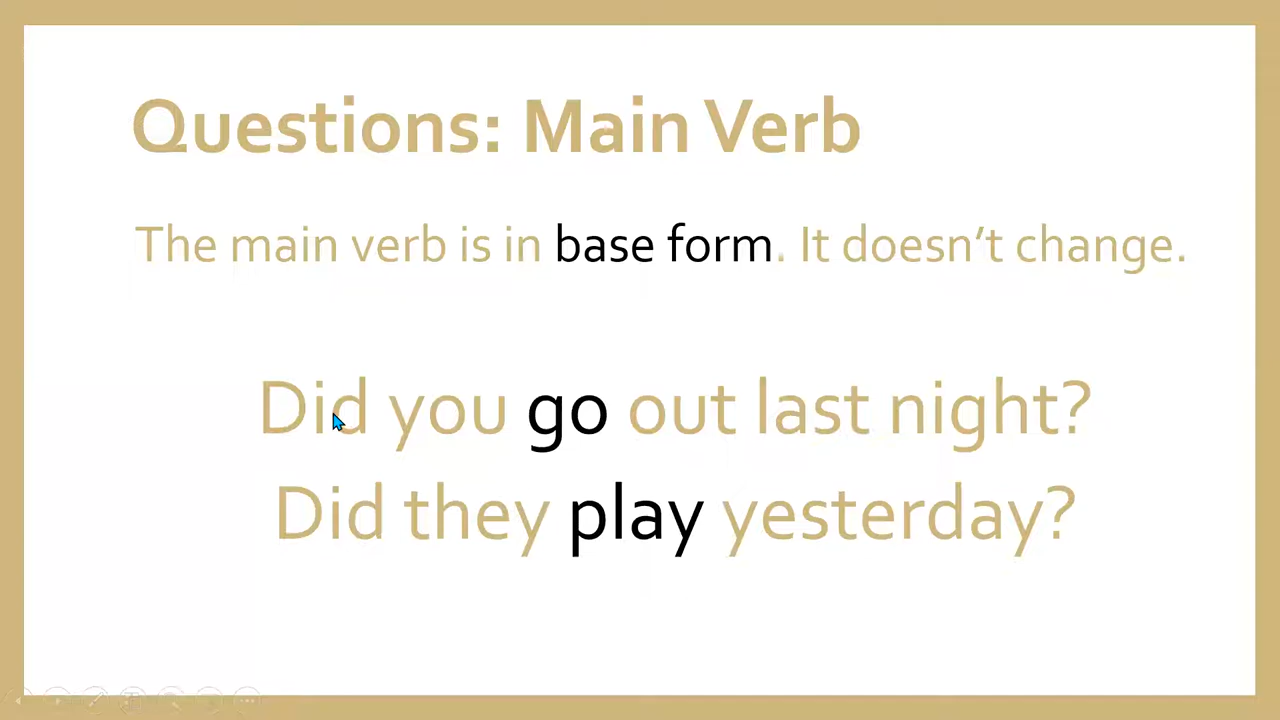 Questions: Main Verb
The main verb is in base form. It doesn’t change.
Did you go out last night?
Did they play yesterday?